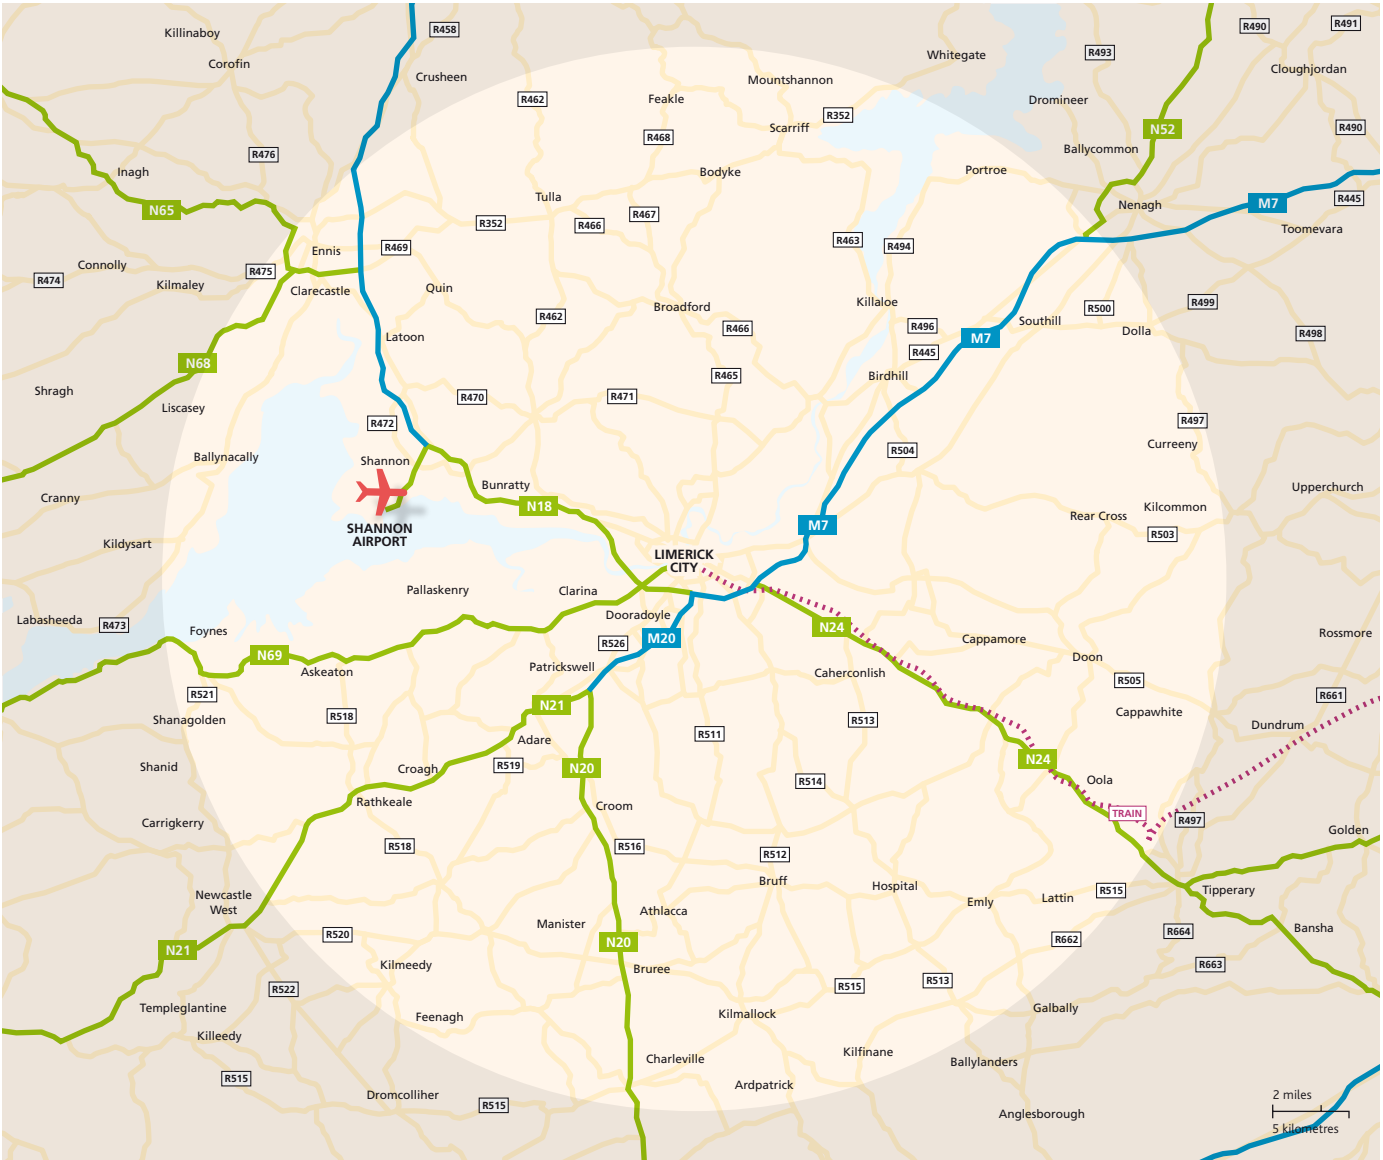 R458
R490
R491
Killinaboy
R493
Whitegate
Corofin
Cloughjordan
Crusheen
Mountshannon
R462
Feakle
Dromineer
R352
Scarriff
N52
R490
R468
Ballycommon
R476
Inagh
Bodyke
Portroe
Tulla
R445
M7
Nenagh
N65
R467
R352
R466
Toomevara
R463
R494
Ennis
R469
Connolly
R475
R474
Kilmaley
Clarecastle
Quin
Killaloe
R499
Broadford
R500
R462
Southill
R466
R496
Dolla
R498
Latoon
M7
R445
N68
R465
Birdhill
Shragh
R470
R471
Liscasey
R472
R497
Curreeny
R504
Ballynacally
Shannon
Bunratty
Upperchurch
Cranny
N18
Kilcommon
Rear Cross
M7
SHANNON
AIRPORT
R503
Kildysart
LIMERICK
CITY
Pallaskenry
Clarina
Dooradoyle
Labasheeda
R473
Foynes
N24
Rossmore
M20
R526
Cappamore
N69
Doon
Askeaton
Patrickswell
Caherconlish
R505
R521
R661
N21
Cappawhite
R518
Shanagolden
R513
Dundrum
R511
Adare
N24
Shanid
Croagh
R519
N20
Oola
R514
Rathkeale
Croom
TRAIN
R497
Carrigkerry
Golden
R518
R516
R512
Bruff
Hospital
Tipperary
R515
Newcastle
West
Lattin
Emly
Athlacca
Manister
Bansha
R520
R664
R662
N20
N21
Kilmeedy
R663
Bruree
R513
R515
R522
Templeglantine
Galbally
Kilmallock
Feenagh
Killeedy
Kilfinane
Charleville
Ballylanders
R515
Ardpatrick
Dromcolliher
2 miles
R515
Anglesborough
5 kilometres